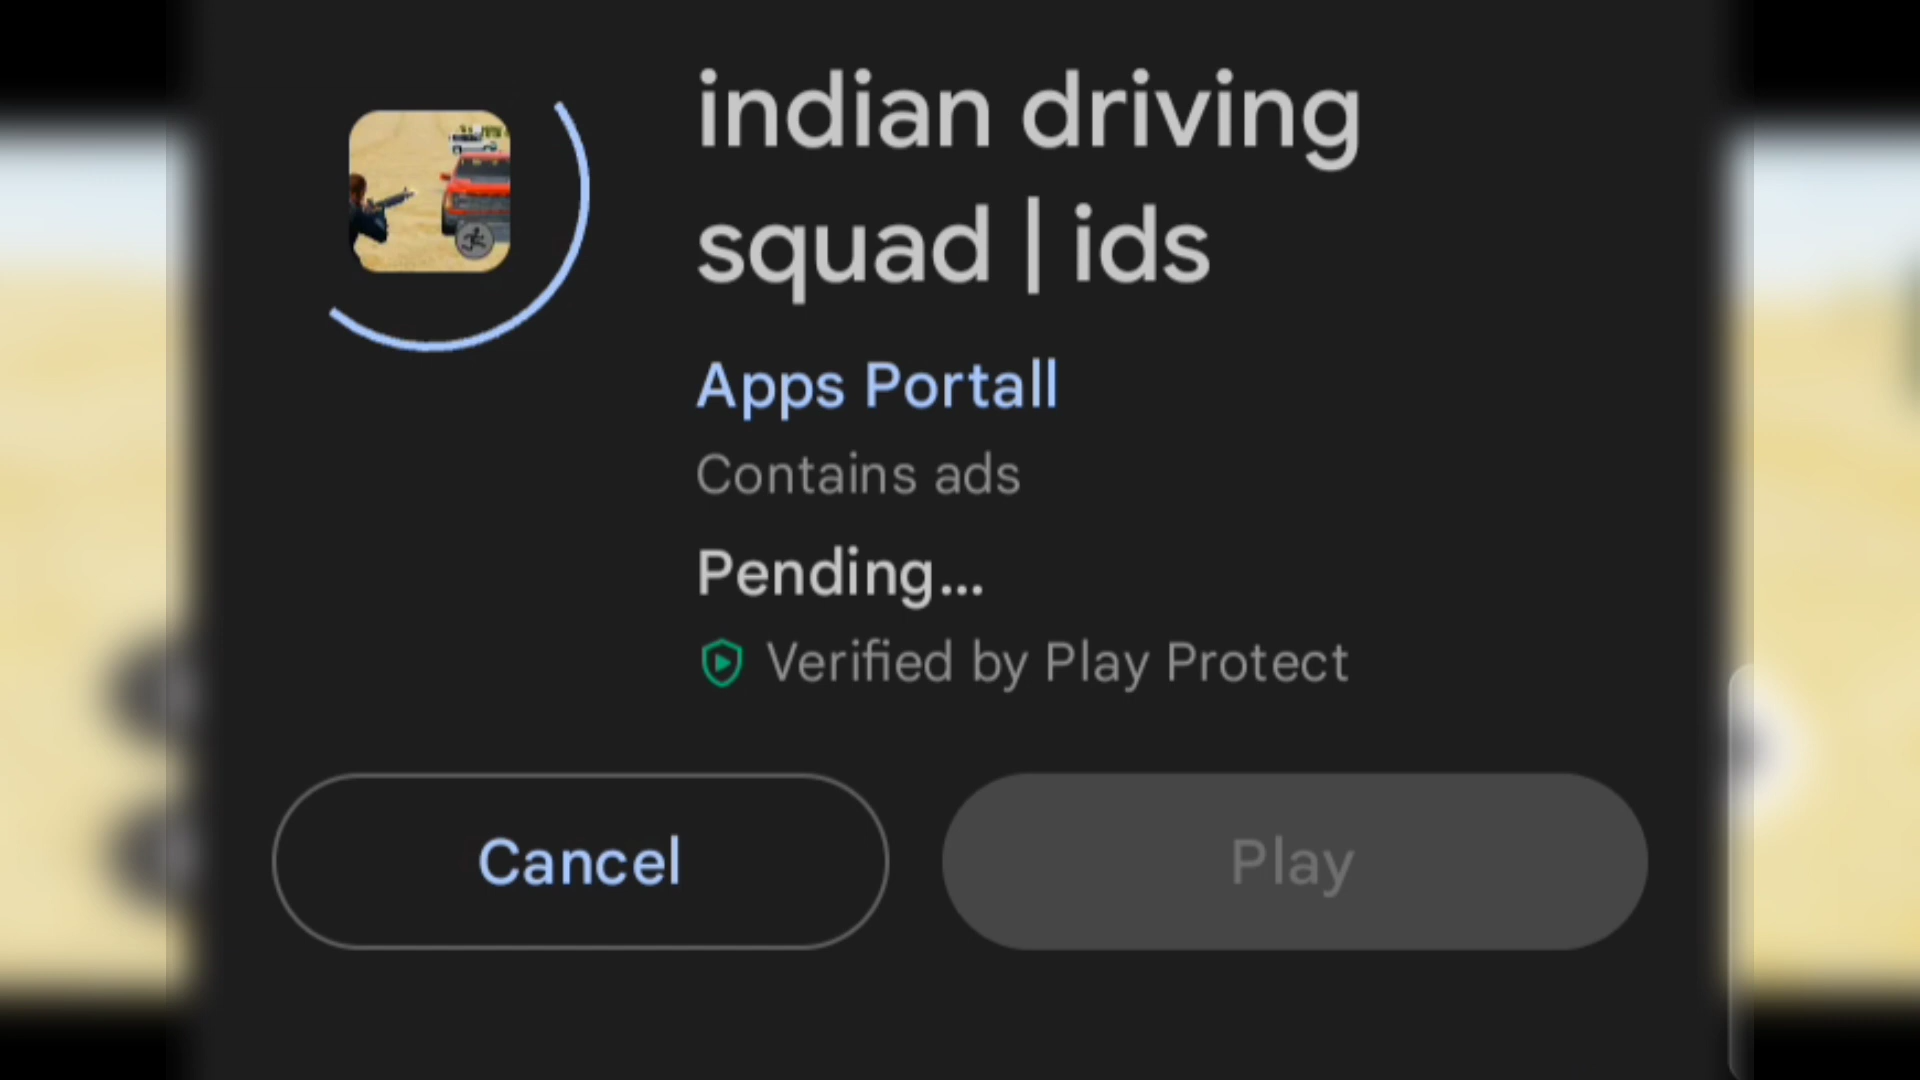 indian driving
squad | ids
Apps Portall
Contains ads
Pending...
Verified by Play Protect
Cancel
Play